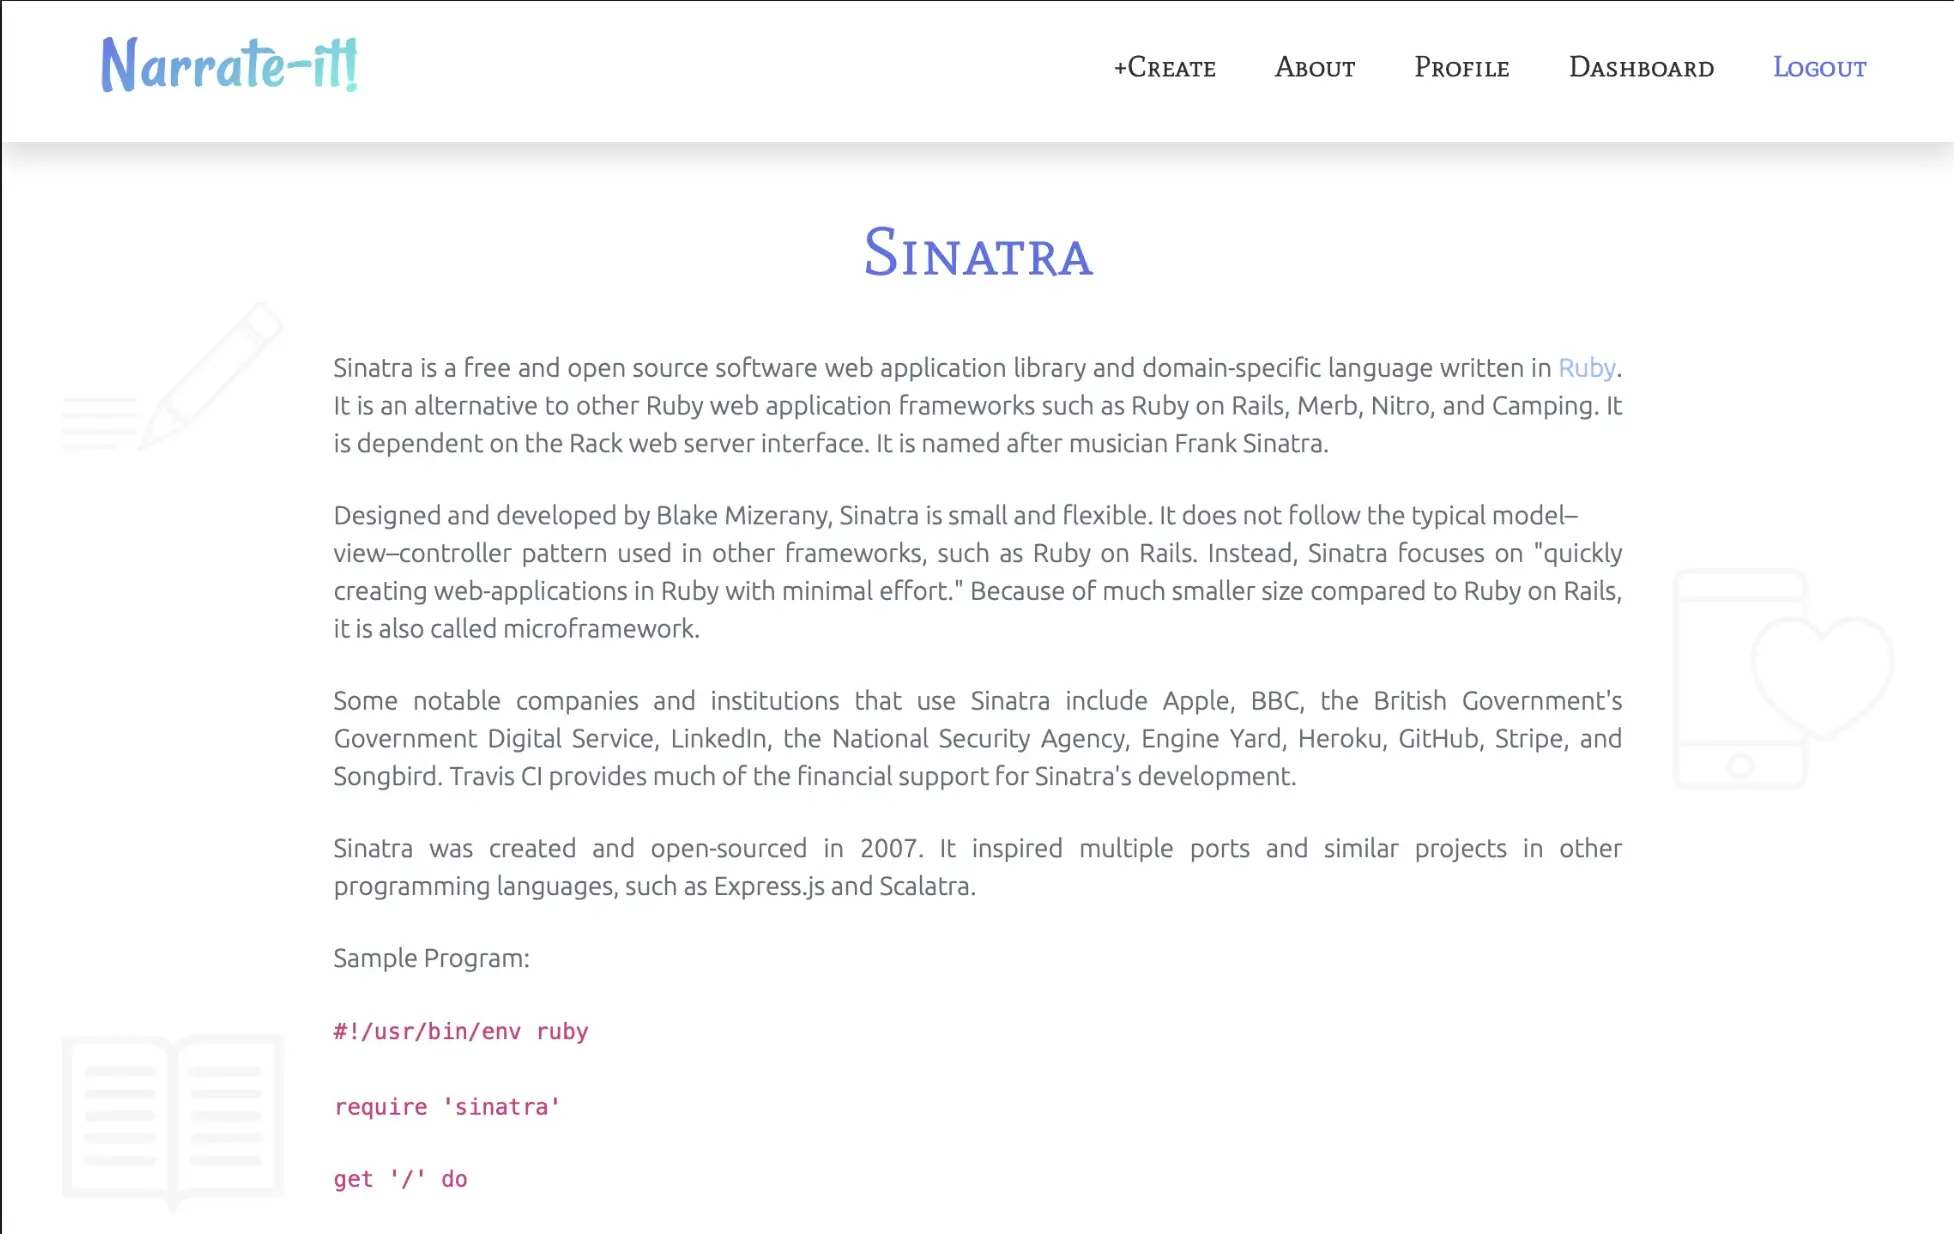 Narrate-it!
+Create About Profile Dashboard Logout
Sinatra
Sinatra is a free and open source software web application library and domain-specific language written in Ruby.
It is an alternative to other Ruby web application frameworks such as Ruby on Rails, Merb, Nitro, and Camping. It
is dependent on the Rack web server interface. It is named after musician Frank Sinatra.
Designed and developed by Blake Mizerany, Sinatra is small and flexible. It does not follow the typical model–
view–controller pattern used in other frameworks, such as Ruby on Rails. Instead, Sinatra focuses on "quickly
creating web-applications in Ruby with minimal effort." Because of much smaller size compared to Ruby on Rails,
it is also called microframework.
Some notable companies and institutions that use Sinatra include Apple, BBC, the British Government's
Government Digital Service, LinkedIn, the National Security Agency, Engine Yard, Heroku, GitHub, Stripe, and
Songbird. Travis CI provides much of the financial support for Sinatra's development.
Sinatra was created and open-sourced in 2007. It inspired multiple ports and similar projects in other
programming languages, such as Express.js and Scalatra.
Sample Program:
#!/usr/bin/env ruby
require 'sinatra'
get '/' do